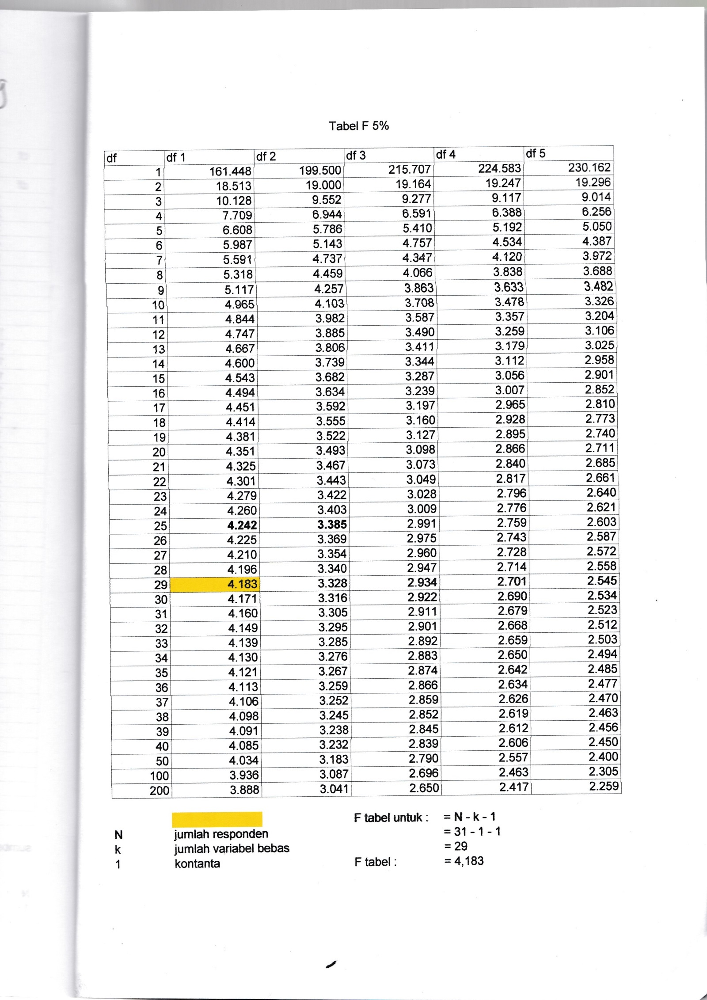 Tabel F 5%
df df 1 df 2 df 3 df 4 df 5
1 161.448 199.500 215.707 224.583 230.162
2 18.513 19.000 19.164 19.247 19.296
3 10.128 9.552 9.277 9.117 9.014
4 7.709 6.944 6.591 6.388 6.256
5 6.608 5.786 5.410 5.192 5.050
6 5.987 5.143 4.757 4.534 4.387
7 5.591 4.737 4.347 4.120 3.972
8 5.318 4.459 4.066 3.838 3.688
9 5.117 4.257 3.863 3.633 3.482
10 4.965 4.103 3.708 3.478 3.326
11 4.844 3.982 3.587 3.357 3.204
12 4.747 3.885 3.490 3.259 3.106
13 4.667 3.806 3.411 3.179 3.025
14 4.600 3.739 3.344 3.112 2.958
15 4.543 3.682 3.287 3.056 2.901
16 4.494 3.634 3.239 3.007 2.852
17 4.451 3.592 3.197 2.965 2.810
18 4.414 3.555 3.160 2.928 2.773
19 4.381 3.522 3.127 2.895 2.740
20 4.351 3.493 3.098 2.866 2.711
21 4.325 3.467 3.073 2.840 2.685
22 4.301 3.443 3.049 2.817 2.661
23 4.279 3.422 3.028 2.796 2.640
24 4.260 3.403 3.009 2.776 2.621
25 4.242 3.385 2.991 2.759 2.603
26 4.225 3.369 2.975 2.743 2.587
27 4.210 3.354 2.960 2.728 2.572
28 4.196 3.340 2.947 2.714 2.558
29 4.183 3.328 2.934 2.701 2.545
30 4.171 3.316 2.922 2.690 2.534
31 4.160 3.305 2.911 2.679 2.523
32 4.149 3.295 2.901 2.668 2.512
33 4.139 3.285 2.892 2.659 2.503
34 4.130 3.276 2.883 2.650 2.494
35 4.121 3.267 2.874 2.642 2.485
36 4.113 3.259 2.866 2.634 2.477
37 4.106 3.252 2.859 2.626 2.470
38 4.098 3.245 2.852 2.619 2.463
39 4.091 3.238 2.845 2.612 2.456
40 4.085 3.232 2.839 2.606 2.450
50 4.034 3.183 2.790 2.557 2.400
100 3.936 3.087 2.696 2.463 2.305
200 3.888 3.041 2.650 2.417 2.259
F tabel untuk : = N - k - 1
N jumlah responden = 31 - 1 - 1
k jumlah variabel bebas = 29
1 kontanta F tabel : = 4,183